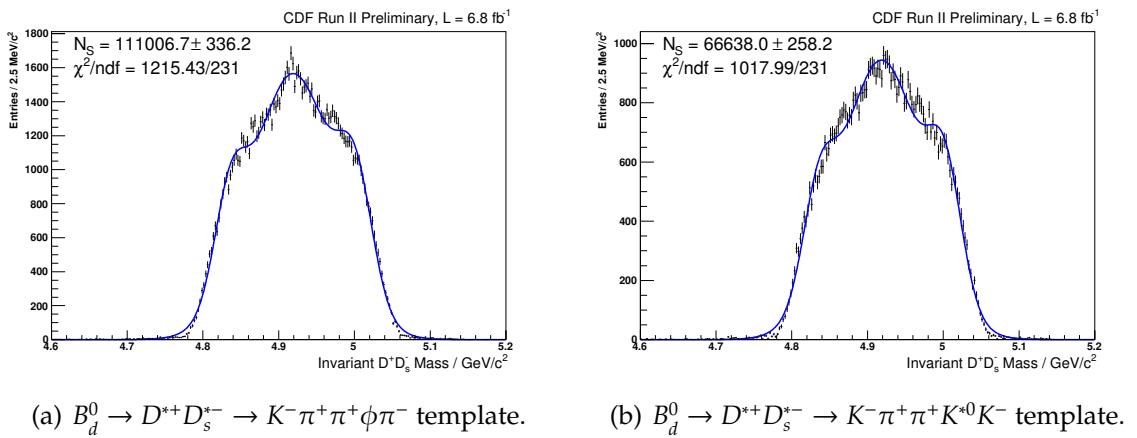 CDF Run II Preliminary, L = 6.8 fb⁻¹
N_S = 111006.7 ± 336.2
χ²/ndf = 1215.43/231
Entries / 2.5 MeV/c²
1800
1600
1400
1200
1000
800
600
400
200
0
4.6 4.7 4.8 4.9 5 5.1 5.2
Invariant D⁺D_s⁻ Mass / GeV/c²
(a) B_d^0 → D*⁺D_s*⁻ → K⁻π⁺π⁺φπ⁻ template.
CDF Run II Preliminary, L = 6.8 fb⁻¹
N_S = 66638.0 ± 258.2
χ²/ndf = 1017.99/231
Entries / 2.5 MeV/c²
1000
800
600
400
200
0
4.6 4.7 4.8 4.9 5 5.1 5.2
Invariant D⁺D_s⁻ Mass / GeV/c²
(b) B_d^0 → D*⁺D_s*⁻ → K⁻π⁺π⁺K*⁰K⁻ template.